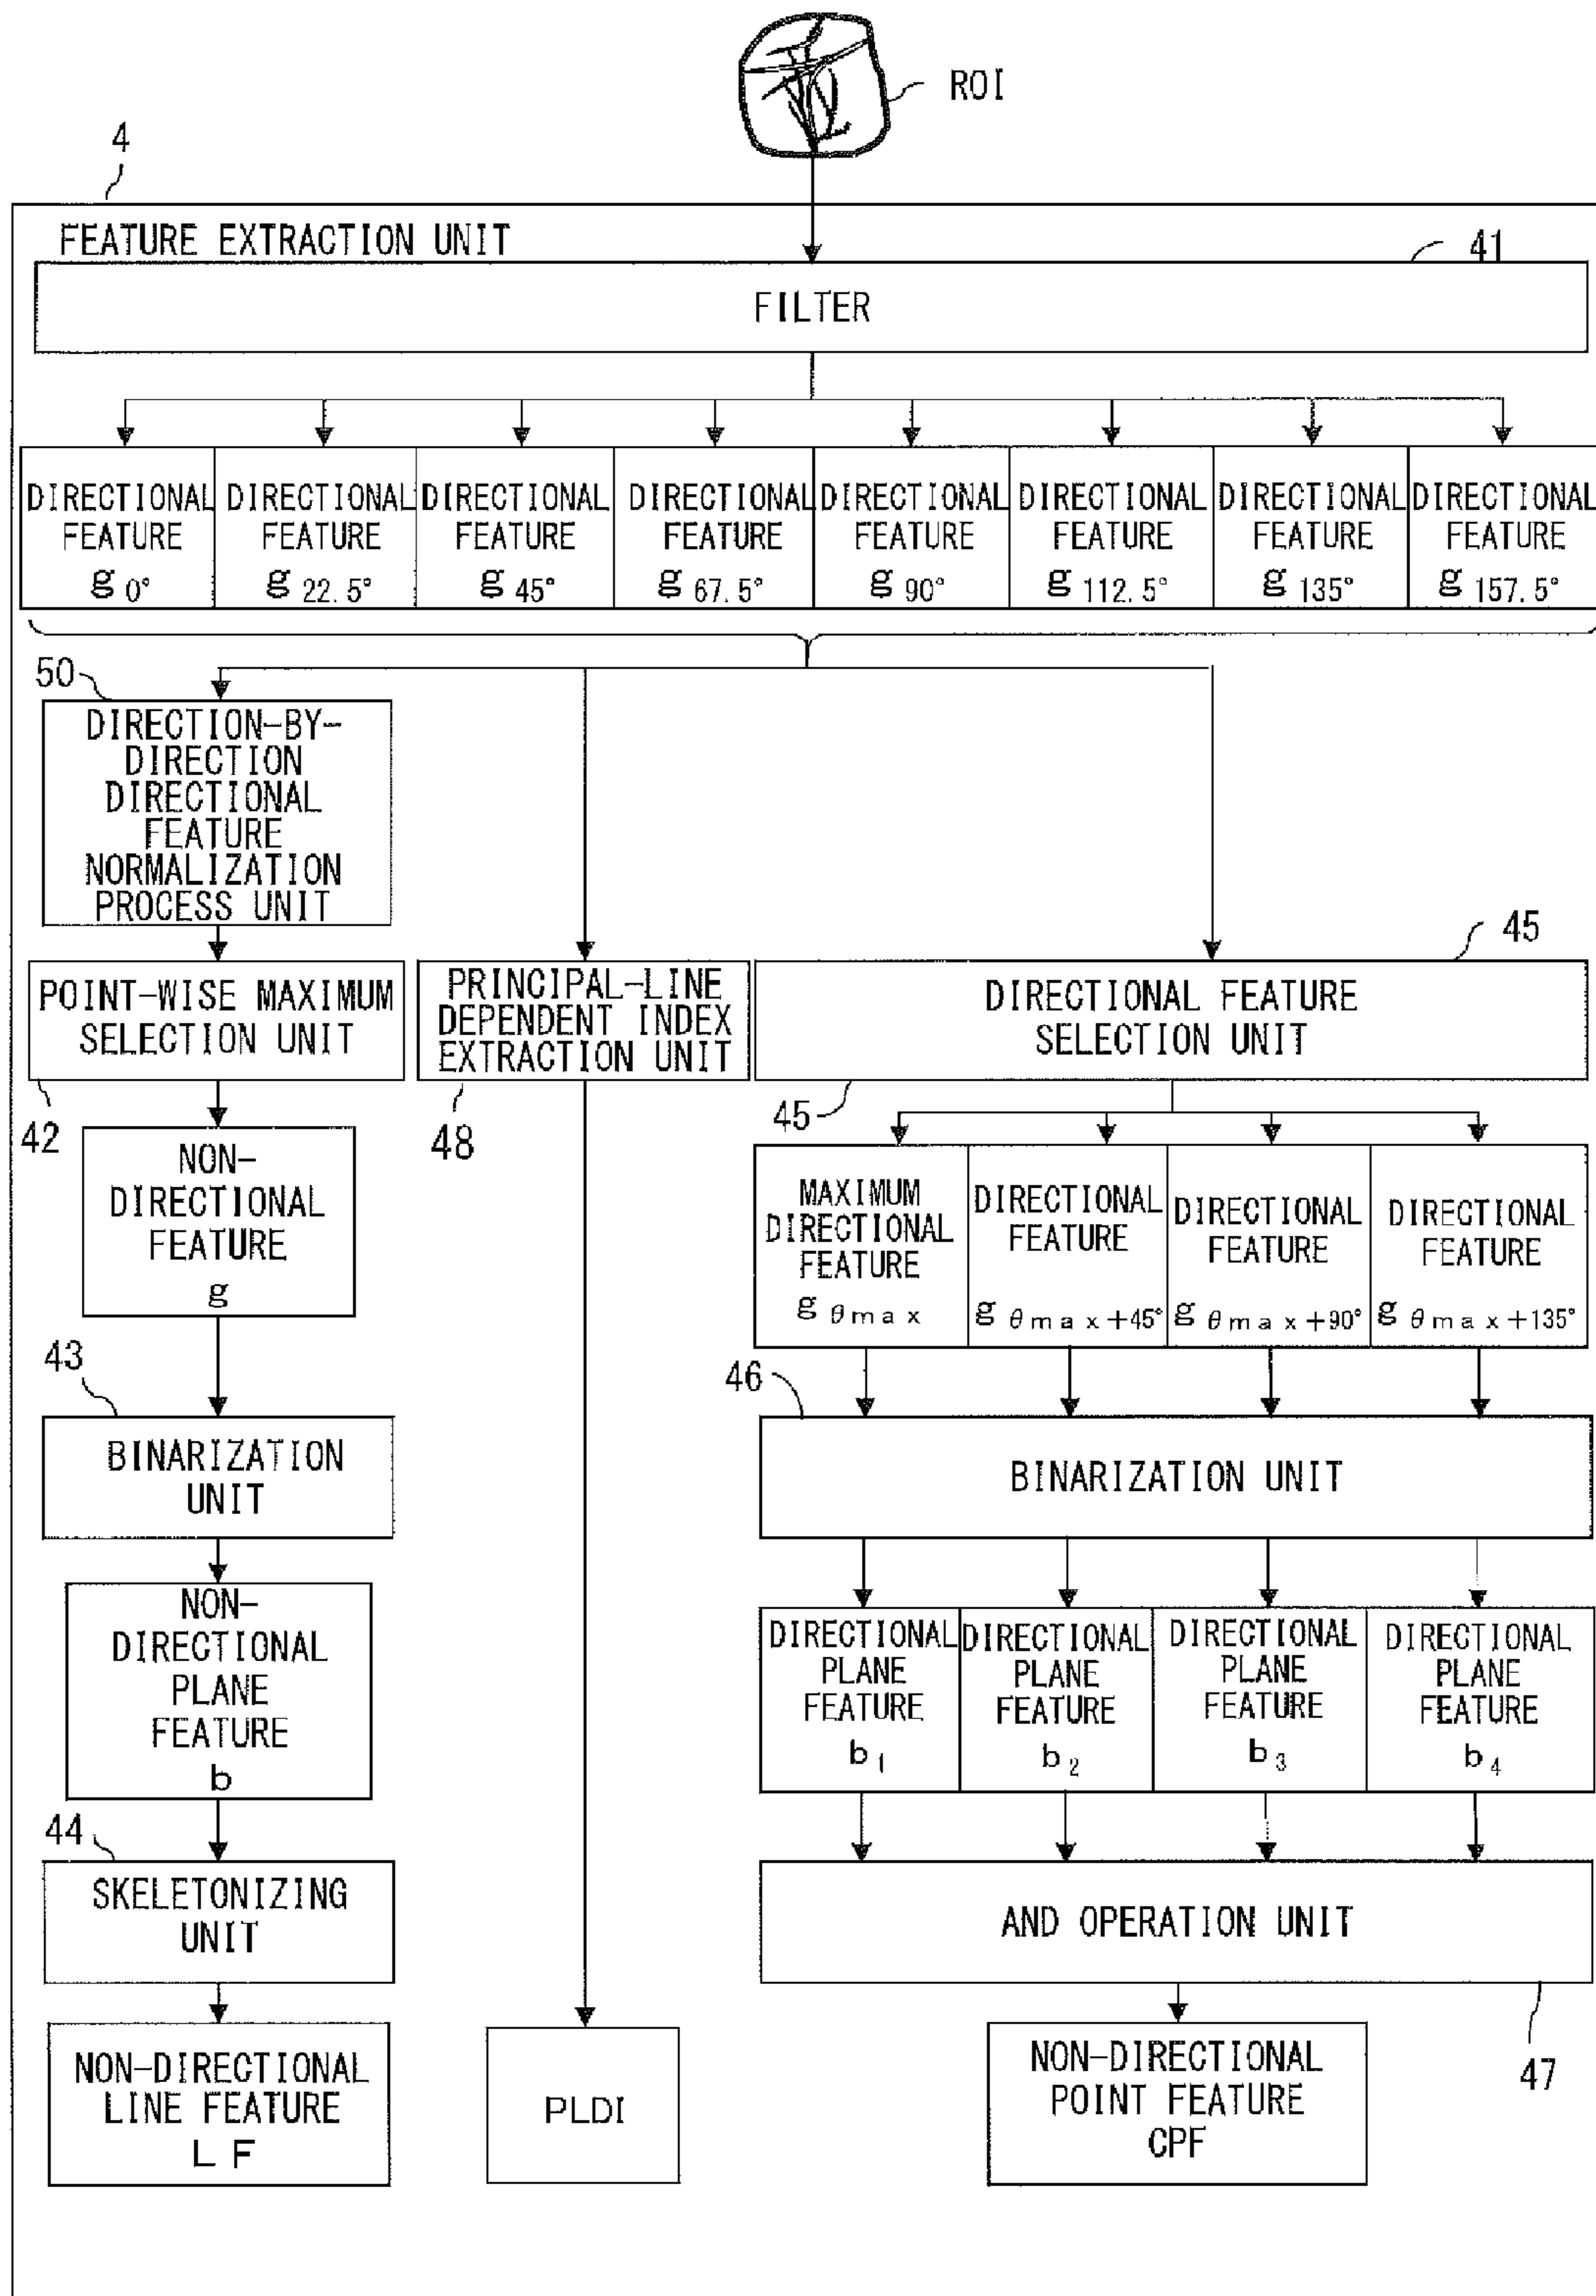 ROI
4
FEATURE EXTRACTION UNIT
41
FILTER
DIRECTIONAL
FEATURE
g 0°
DIRECTIONAL
FEATURE
g 22.5°
DIRECTIONAL
FEATURE
g 45°
DIRECTIONAL
FEATURE
g 67.5°
DIRECTIONAL
FEATURE
g 90°
DIRECTIONAL
FEATURE
g 112.5°
DIRECTIONAL
FEATURE
g 135°
DIRECTIONAL
FEATURE
g 157.5°
50
DIRECTION-BY-
DIRECTION
DIRECTIONAL
FEATURE
NORMALIZATION
PROCESS UNIT
POINT-WISE MAXIMUM
SELECTION UNIT
42
PRINCIPAL-LINE
DEPENDENT INDEX
EXTRACTION UNIT
48
45
DIRECTIONAL FEATURE
SELECTION UNIT
45
NON-
DIRECTIONAL
FEATURE
g
MAXIMUM
DIRECTIONAL
FEATURE
g θmax
DIRECTIONAL
FEATURE
g θmax+45°
DIRECTIONAL
FEATURE
g θmax+90°
DIRECTIONAL
FEATURE
g θmax+135°
43
BINARIZATION
UNIT
46
BINARIZATION UNIT
NON-
DIRECTIONAL
PLANE
FEATURE
b
DIRECTIONAL
PLANE
FEATURE
b1
DIRECTIONAL
PLANE
FEATURE
b2
DIRECTIONAL
PLANE
FEATURE
b3
DIRECTIONAL
PLANE
FEATURE
b4
44
SKELETONIZING
UNIT
AND OPERATION UNIT
47
NON-DIRECTIONAL
LINE FEATURE
LF
PLDI
NON-DIRECTIONAL
POINT FEATURE
CPF